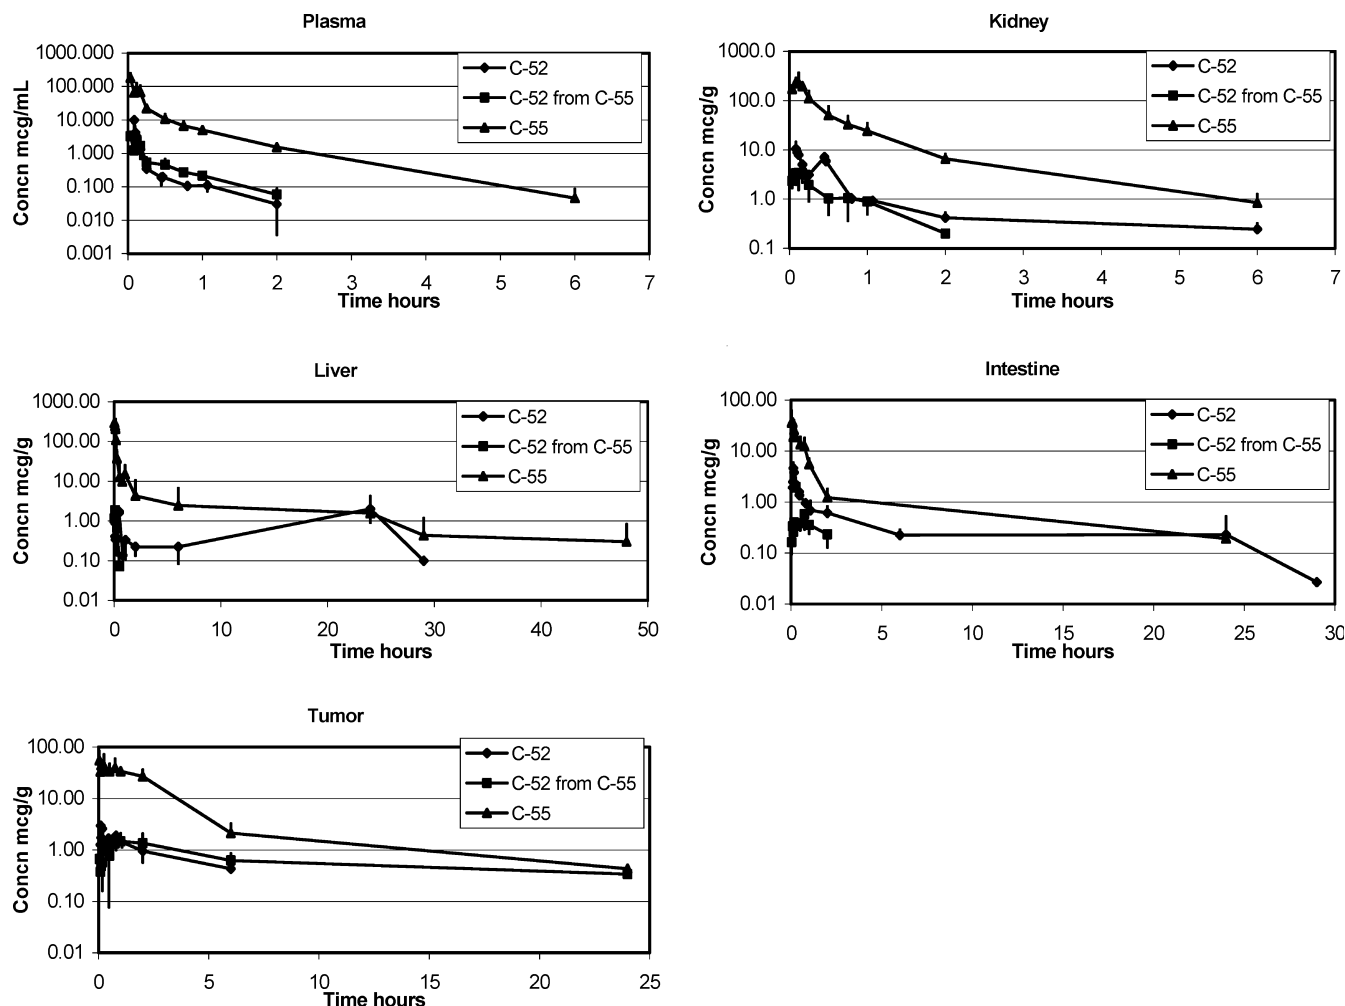 Plasma
Concn mcg/mL
1000.000
100.000
10.000
1.000
0.100
0.010
0.001
0 1 2 3 4 5 6 7
Time hours
C-52
C-52 from C-55
C-55
Kidney
Concn mcg/g
1000.0
100.0
10.0
1.0
0.1
0 1 2 3 4 5 6 7
Time hours
C-52
C-52 from C-55
C-55
Liver
Concn mcg/g
1000.00
100.00
10.00
1.00
0.10
0.01
0 10 20 30 40 50
Time hours
C-52
C-52 from C-55
C-55
Intestine
Concn mcg/g
100.00
10.00
1.00
0.10
0.01
0 5 10 15 20 25 30
Time hours
C-52
C-52 from C-55
C-55
Tumor
Concn mcg/g
100.00
10.00
1.00
0.10
0.01
0 5 10 15 20 25
Time hours
C-52
C-52 from C-55
C-55